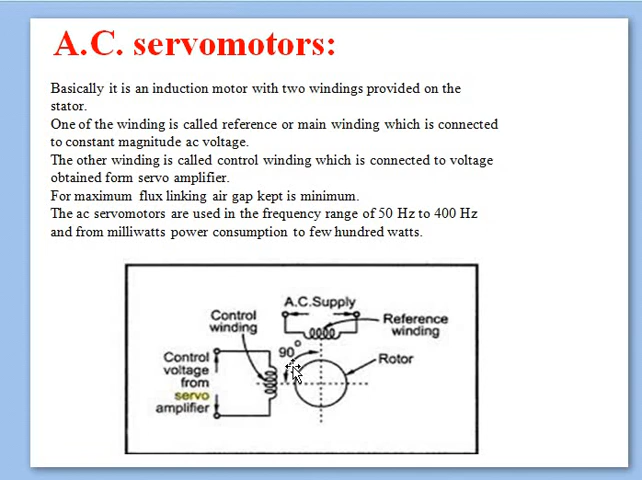 A.C. servomotors:
Basically it is an induction motor with two windings provided on the
stator.
One of the winding is called reference or main winding which is connected
to constant magnitude ac voltage.
The other winding is called control winding which is connected to voltage
obtained form servo amplifier.
For maximum flux linking air gap kept is minimum.
The ac servomotors are used in the frequency range of 50 Hz to 400 Hz
and from milliwatts power consumption to few hundred watts.
A.C.Supply
Control
winding
Reference
winding
90°
Rotor
Control
voltage
from
servo
amplifier